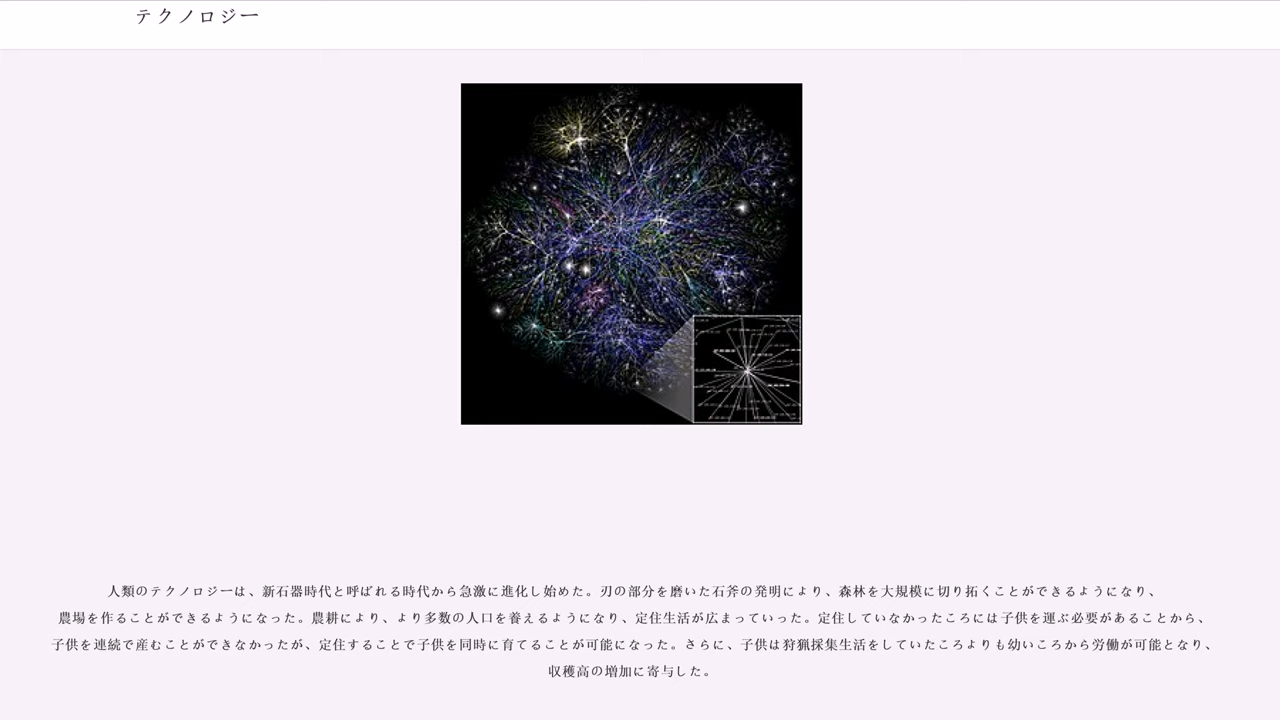 テクノロジー
人類のテクノロジーは、新石器時代と呼ばれる時代から急激に進化し始めた。刃の部分を磨いた石斧の発明により、森林を大規模に切り拓くことができるようになり、
農場を作ることができるようになった。農耕により、より多数の人口を養えるようになり、定住生活が広まっていった。定住していなかったころには子供を運ぶ必要があることから、
子供を連続で産むことができなかったが、定住することで子供を同時に育てることが可能になった。さらに、子供は狩猟採集生活をしていたころよりも幼いころから労働が可能となり、
収穫高の増加に寄与した。